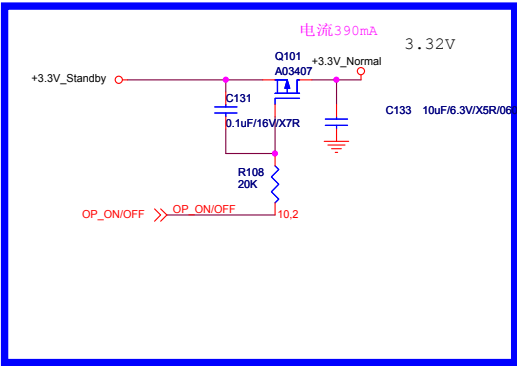 电流390mA
3.32V
Q101
+3.3V_Normal
A03407
+3.3V_Standby
C131
0.1uF/16V/X7R
C133 10uF/6.3V/X5R/06
R108
20K
OP_ON/OFF
OP_ON/OFF
10,2